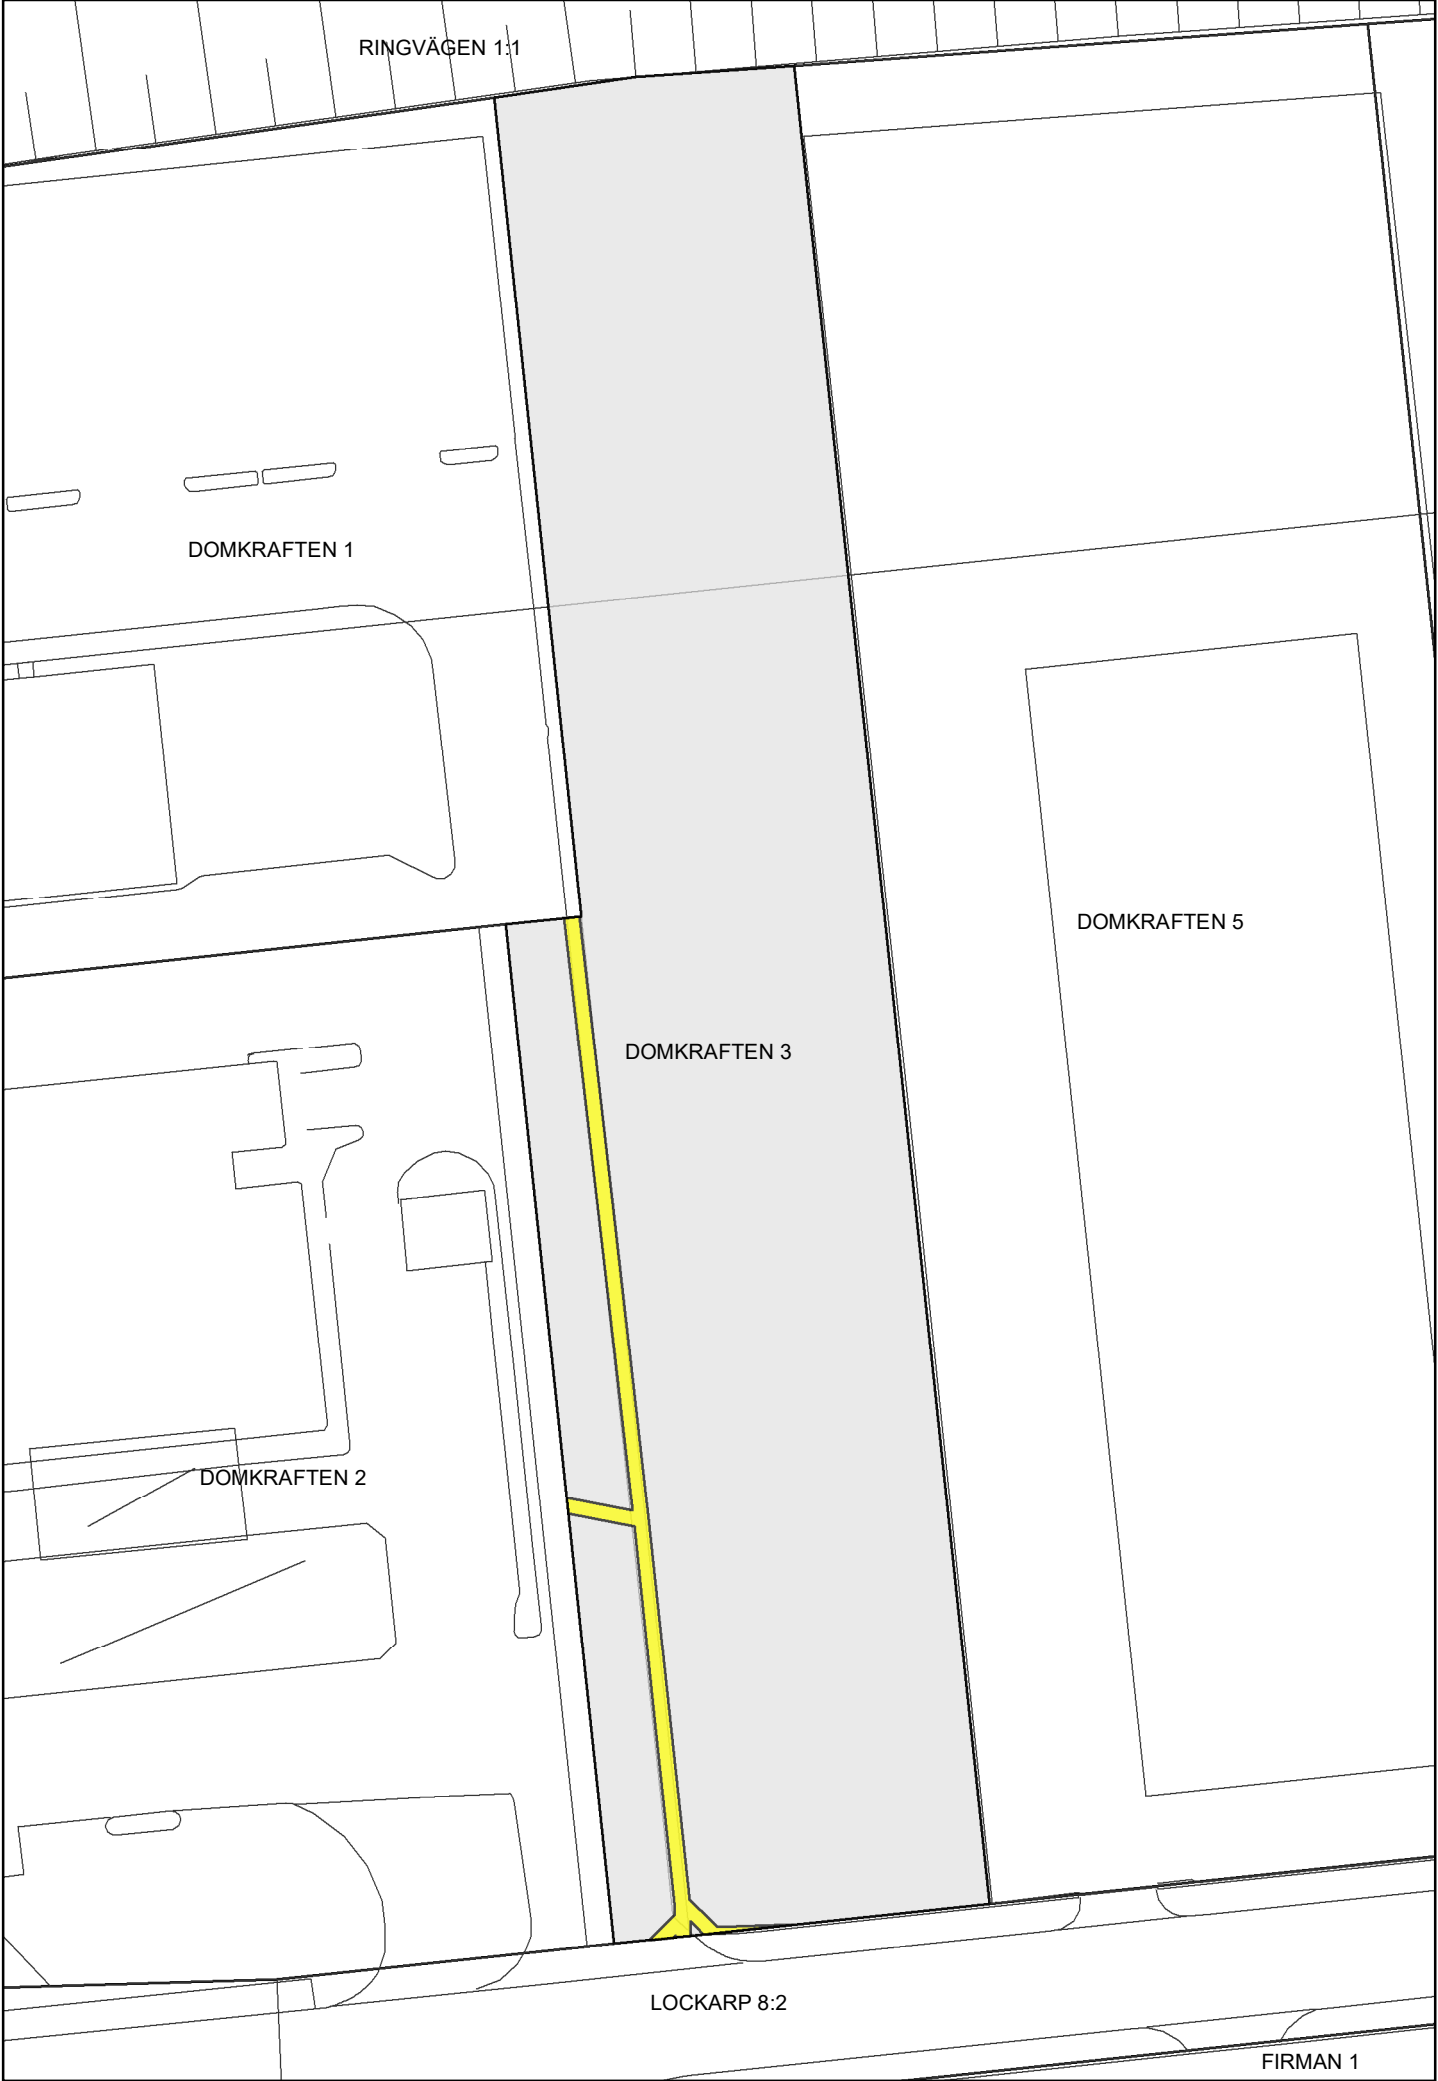 RINGVÄGEN 1:1
DOMKRAFTEN 1
DOMKRAFTEN 5
DOMKRAFTEN 3
DOMKRAFTEN 2
LOCKARP 8:2
FIRMAN 1